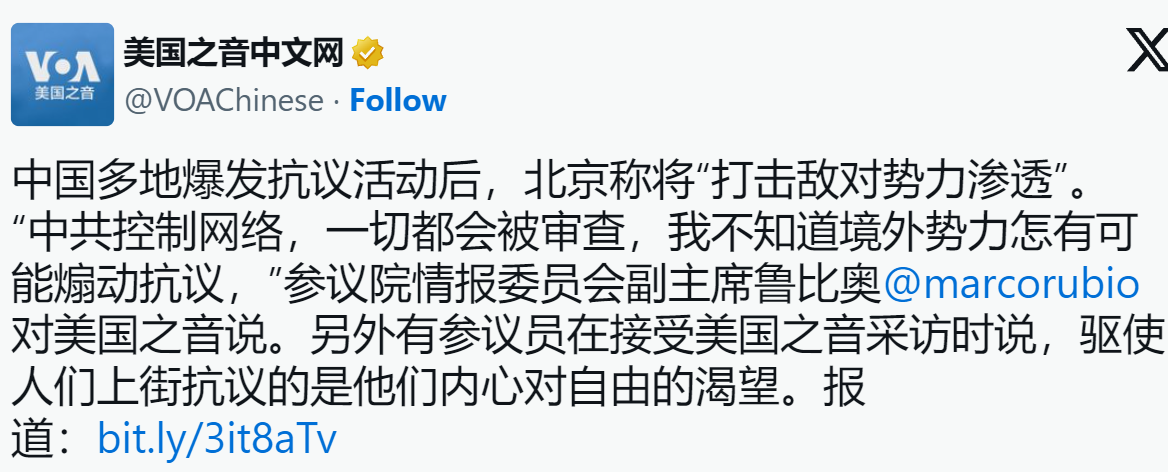 VOA
美国之音
美国之音中文网
@VOAChinese · Follow
中国多地爆发抗议活动后，北京称将“打击敌对势力渗透”。
“中共控制网络，一切都会被审查，我不知道境外势力怎有可
能煽动抗议，”参议院情报委员会副主席鲁比奥@marcorubio
对美国之音说。另外有参议员在接受美国之音采访时说，驱使
人们上街抗议的是他们内心对自由的渴望。报
道：bit.ly/3it8aTv